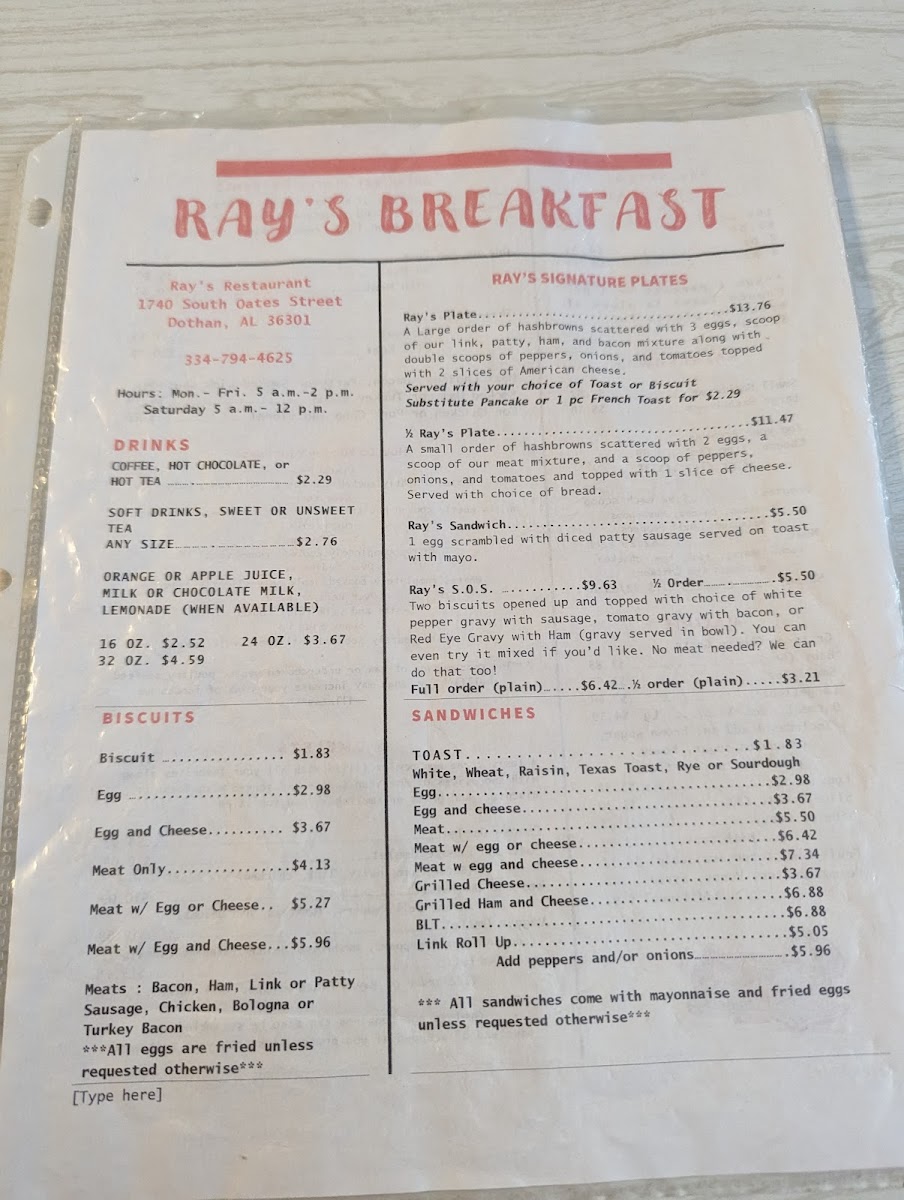 RAY'S BREAKFAST
Ray's Restaurant
1740 South Oates Street
Dothan, AL 36301
334-794-4625
Hours: Mon.- Fri. 5 a.m.-2 p.m.
Saturday 5 a.m.- 12 p.m.
DRINKS
COFFEE, HOT CHOCOLATE, or
HOT TEA .......................... $2.29
SOFT DRINKS, SWEET OR UNSWEET
TEA
ANY SIZE..........................$2.76
ORANGE OR APPLE JUICE,
MILK OR CHOCOLATE MILK,
LEMONADE (WHEN AVAILABLE)
16 OZ. $2.52 24 OZ. $3.67
32 OZ. $4.59
BISCUITS
Biscuit ................ $1.83
Egg .....................$2.98
Egg and Cheese.......... $3.67
Meat Only................$4.13
Meat w/ Egg or Cheese.. $5.27
Meat w/ Egg and Cheese...$5.96
Meats : Bacon, Ham, Link or Patty
Sausage, Chicken, Bologna or
Turkey Bacon
***All eggs are fried unless
requested otherwise***
[Type here]
RAY'S SIGNATURE PLATES
Ray's Plate......................................$13.76
A Large order of hashbrowns scattered with 3 eggs, scoop
of our link, patty, ham, and bacon mixture along with
double scoops of peppers, onions, and tomatoes topped
with 2 slices of American cheese.
Served with your choice of Toast or Biscuit
Substitute Pancake or 1 pc French Toast for $2.29
½ Ray's Plate......................................$11.47
A small order of hashbrowns scattered with 2 eggs, a
scoop of our meat mixture, and a scoop of peppers,
onions, and tomatoes and topped with 1 slice of cheese.
Served with choice of bread.
Ray's Sandwich.......................................$5.50
1 egg scrambled with diced patty sausage served on toast
with mayo.
Ray's S.O.S. ............$9.63 ½ Order..............$5.50
Two biscuits opened up and topped with choice of white
pepper gravy with sausage, tomato gravy with bacon, or
Red Eye Gravy with Ham (gravy served in bowl). You can
even try it mixed if you'd like. No meat needed? We can
do that too!
Full order (plain).......$6.42...½ order (plain).....$3.21
SANDWICHES
TOAST...............................$1.83
White, Wheat, Raisin, Texas Toast, Rye or Sourdough
Egg..........................................$2.98
Egg and cheese...............................$3.67
Meat.........................................$5.50
Meat w/ egg or cheese........................$6.42
Meat w egg and cheese........................$7.34
Grilled Cheese...............................$3.67
Grilled Ham and Cheese.......................$6.88
BLT..........................................$6.88
Link Roll Up.................................$5.05
Add peppers and/or onions....................$5.96
*** All sandwiches come with mayonnaise and fried eggs
unless requested otherwise***